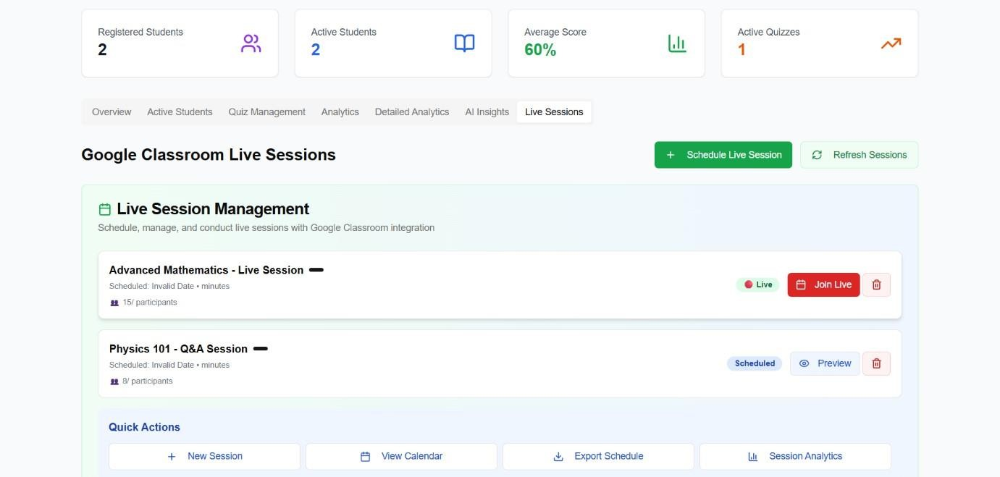 Registered Students
2
Active Students
2
Average Score
60%
Active Quizzes
1
Overview Active Students Quiz Management Analytics Detailed Analytics AI Insights Live Sessions
Google Classroom Live Sessions
+ Schedule Live Session
Refresh Sessions
Live Session Management
Schedule, manage, and conduct live sessions with Google Classroom integration
Advanced Mathematics - Live Session
Scheduled: Invalid Date • minutes
15/ participants
Live
Join Live
Physics 101 - Q&A Session
Scheduled: Invalid Date • minutes
8/ participants
Scheduled
Preview
Quick Actions
+ New Session
View Calendar
Export Schedule
Session Analytics